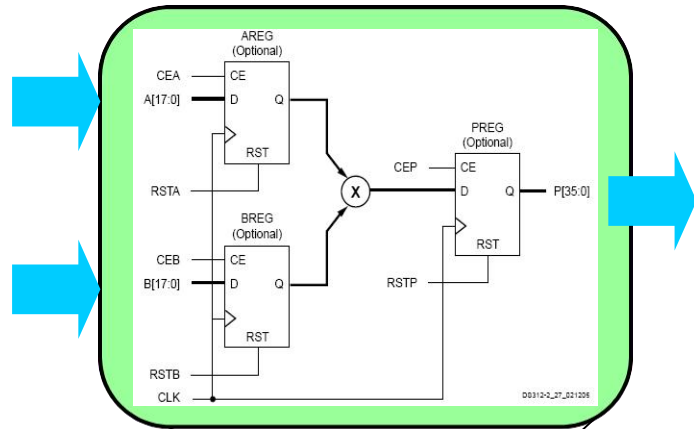 AREG
(Optional)
CEA
CE
A[17:0]
D
Q
RST
RSTA
PREG
(Optional)
CEP
CE
D
Q
P[35:0]
X
RST
RSTP
BREG
(Optional)
CEB
CE
B[17:0]
D
Q
RST
RSTB
CLK
DS312-2_27_021205